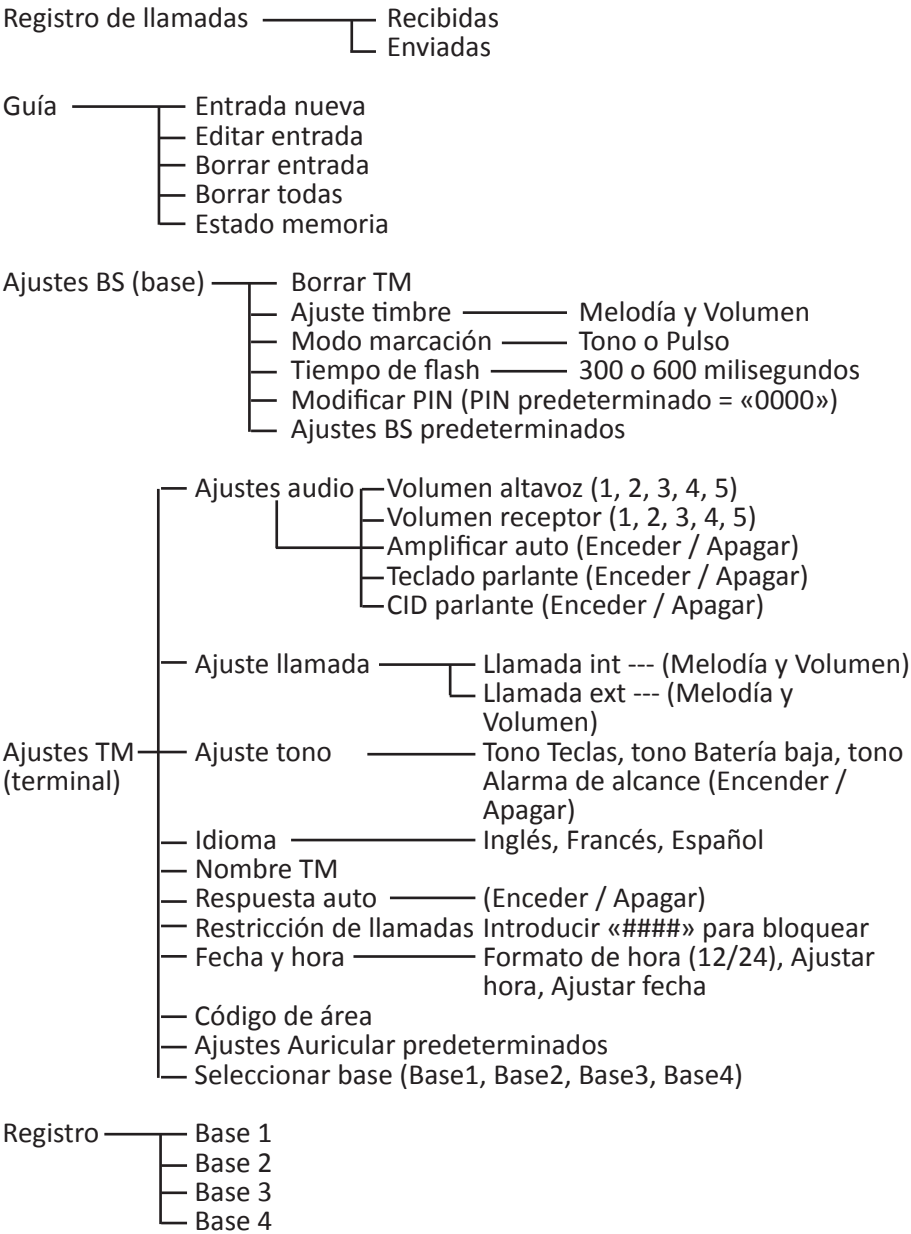 Registro de llamadas Recibidas
Enviadas
Guía Entrada nueva
Editar entrada
Borrar entrada
Borrar todas
Estado memoria
Ajustes BS (base) Borrar TM
Ajuste timbre Melodía y Volumen
Modo marcación Tono o Pulso
Tiempo de flash 300 o 600 milisegundos
Modificar PIN (PIN predeterminado = «0000»)
Ajustes BS predeterminados
Ajustes audio Volumen altavoz (1, 2, 3, 4, 5)
Volumen receptor (1, 2, 3, 4, 5)
Amplificar auto (Enceder / Apagar)
Teclado parlante (Enceder / Apagar)
CID parlante (Enceder / Apagar)
Ajuste llamada Llamada int --- (Melodía y Volumen)
Llamada ext --- (Melodía y
Volumen)
Ajustes TM Ajuste tono Tono Teclas, tono Batería baja, tono
(terminal) Alarma de alcance (Encender /
Apagar)
Idioma Inglés, Francés, Español
Nombre TM
Respuesta auto (Enceder / Apagar)
Restricción de llamadas Introducir «####» para bloquear
Fecha y hora Formato de hora (12/24), Ajustar
hora, Ajustar fecha
Código de área
Ajustes Auricular predeterminados
Seleccionar base (Base1, Base2, Base3, Base4)
Registro Base 1
Base 2
Base 3
Base 4